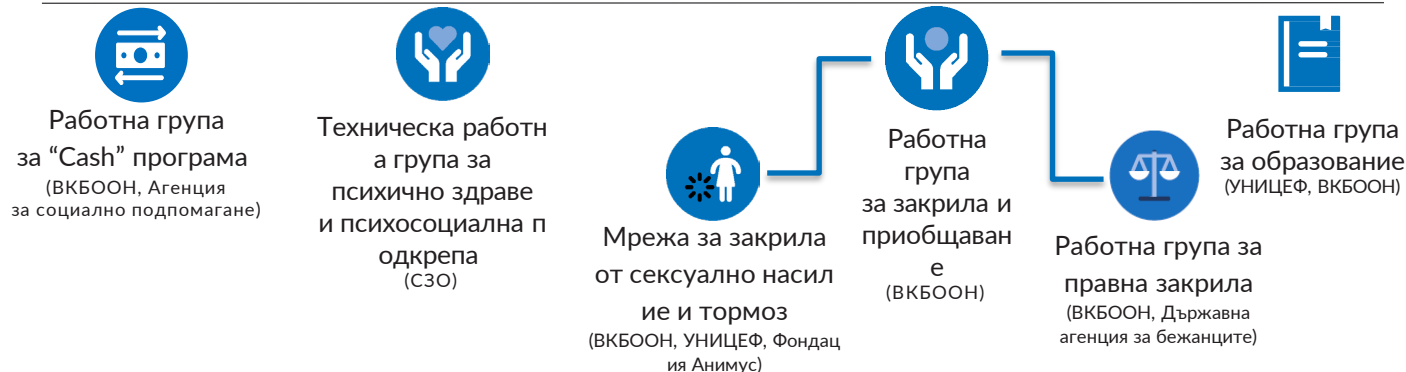 Работна група
за “Cash” програма
(ВКБООН, Агенция
за социално подпомагане)
Техническа работн
а група за
психично здраве
и психосоциална п
одкрепа
(СЗО)
Мрежа за закрила
от сексуално насил
ие и тормоз
(ВКБООН, УНИЦЕФ, Фондац
ия Анимус)
Работна
група
за закрила и
приобщаван
е
(ВКБООН)
Работна група за
правна закрила
(ВКБООН, Държавна
агенция за бежанците)
Работна група
за образование
(УНИЦЕФ, ВКБООН)